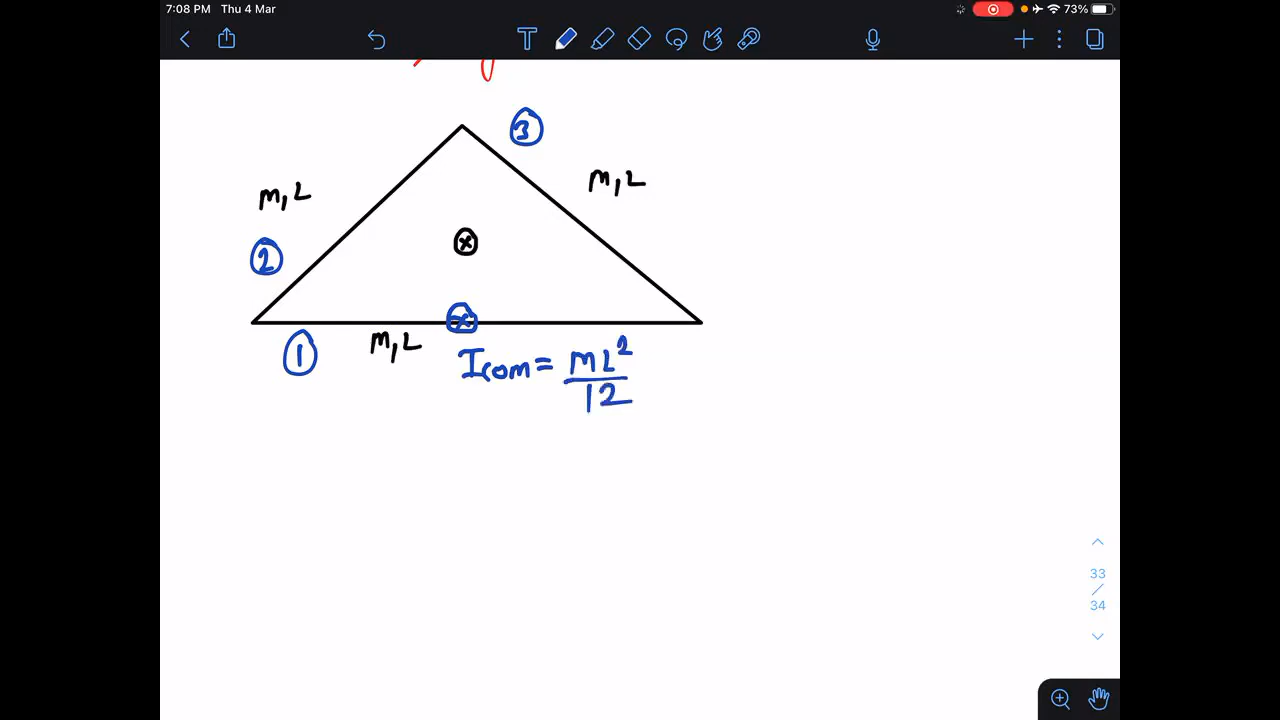 7:08 PM Thu 4 Mar
73%
3
m, L
m, L
2
x
1
m, L
Icom = mL²
12
33
/
34